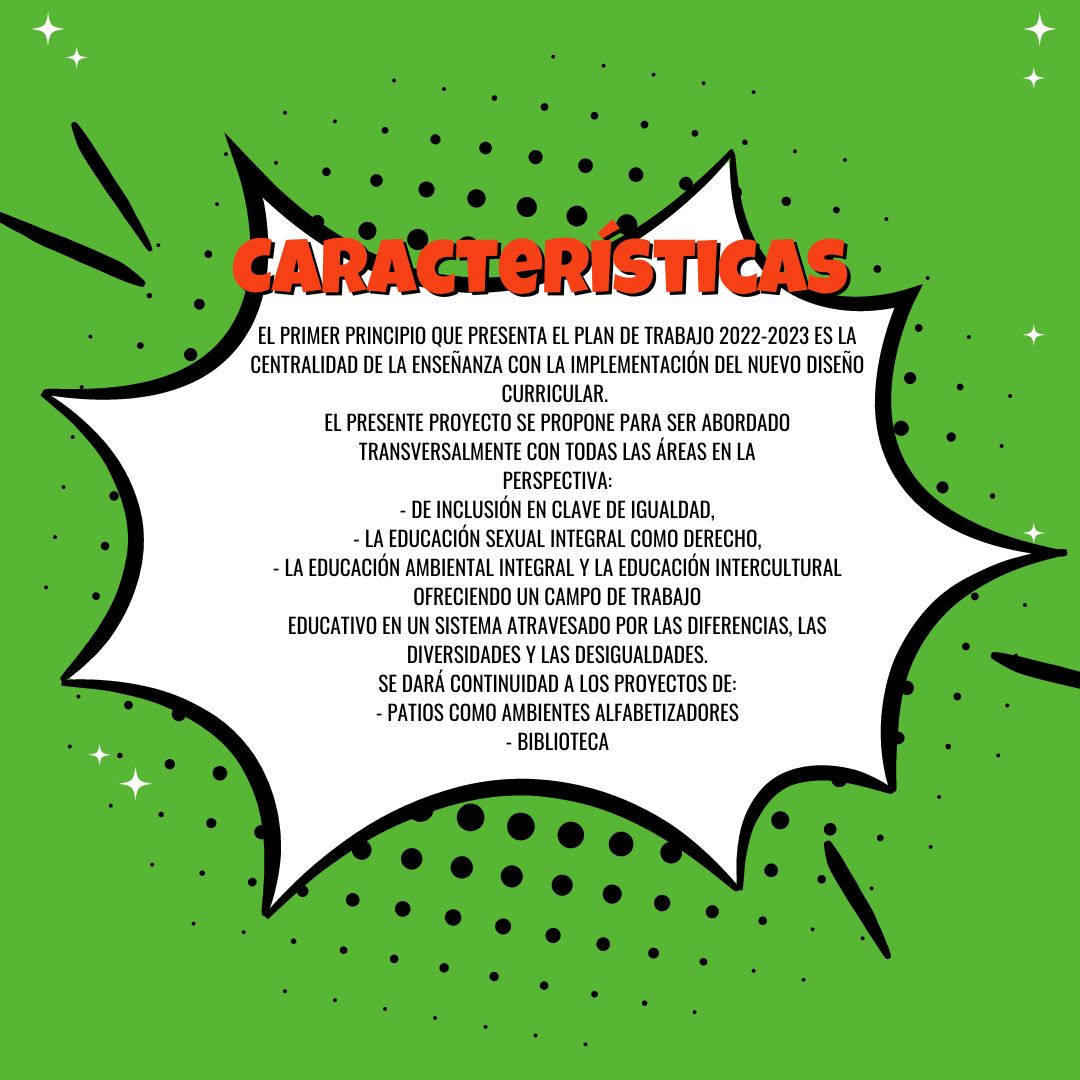 CARACTERÍSTICAS
EL PRIMER PRINCIPIO QUE PRESENTA EL PLAN DE TRABAJO 2022-2023 ES LA
CENTRALIDAD DE LA ENSEÑANZA CON LA IMPLEMENTACIÓN DEL NUEVO DISEÑO
CURRICULAR.
EL PRESENTE PROYECTO SE PROPONE PARA SER ABORDADO
TRANSVERSALMENTE CON TODAS LAS ÁREAS EN LA
PERSPECTIVA:
- DE INCLUSIÓN EN CLAVE DE IGUALDAD,
- LA EDUCACIÓN SEXUAL INTEGRAL COMO DERECHO,
- LA EDUCACIÓN AMBIENTAL INTEGRAL Y LA EDUCACIÓN INTERCULTURAL
OFRECIENDO UN CAMPO DE TRABAJO
EDUCATIVO EN UN SISTEMA ATRAVESADO POR LAS DIFERENCIAS, LAS
DIVERSIDADES Y LAS DESIGUALDADES.
SE DARÁ CONTINUIDAD A LOS PROYECTOS DE:
- PATIOS COMO AMBIENTES ALFABETIZADORES
- BIBLIOTECA